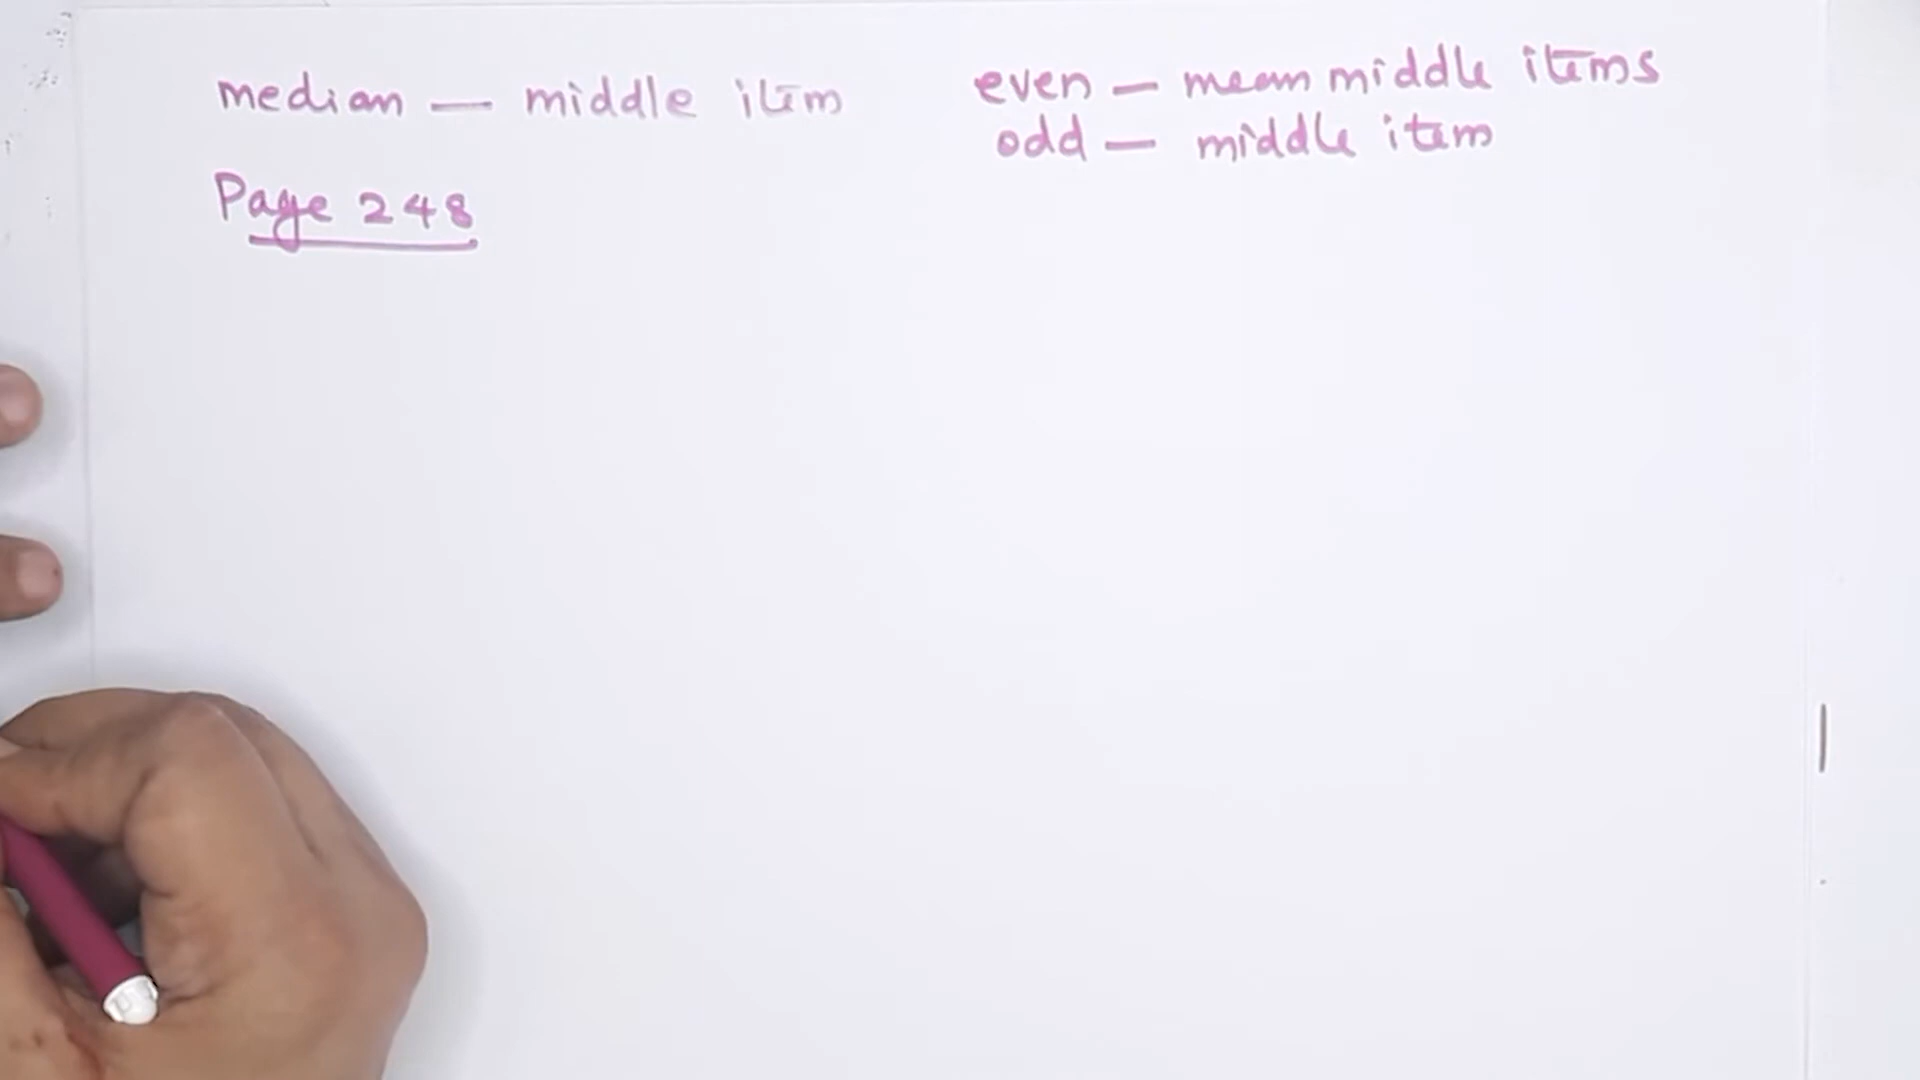 median — middle item
even — mean middle items
odd — middle item
Page 248